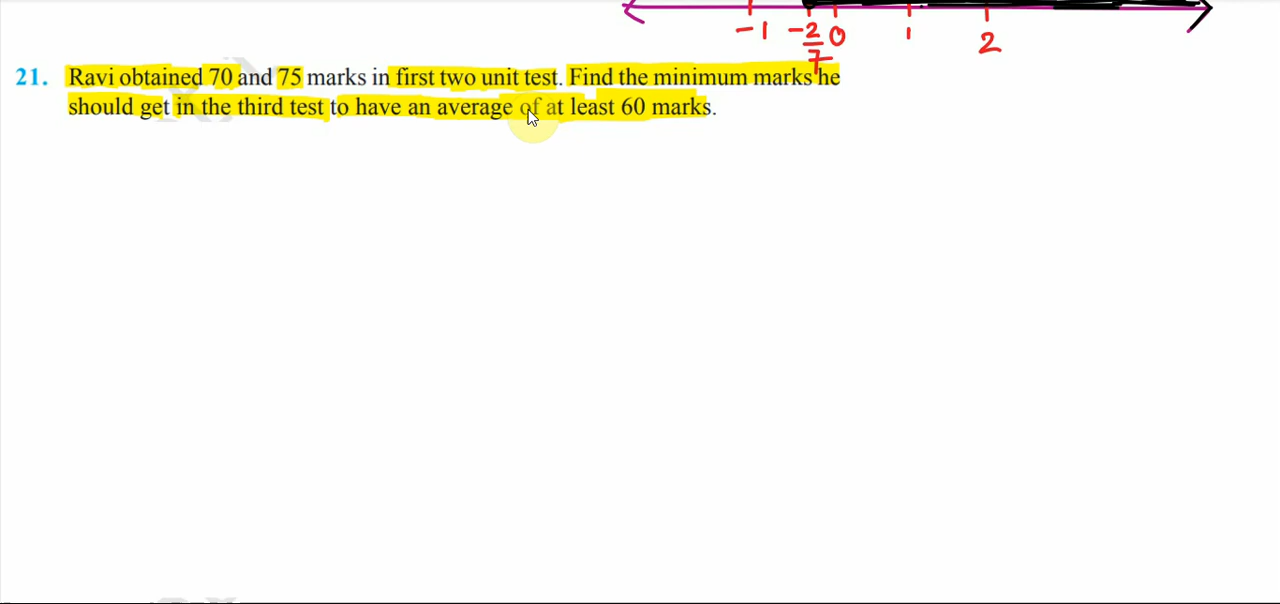 -1 -2/7 0 1 2
21. Ravi obtained 70 and 75 marks in first two unit test. Find the minimum marks he
should get in the third test to have an average of at least 60 marks.